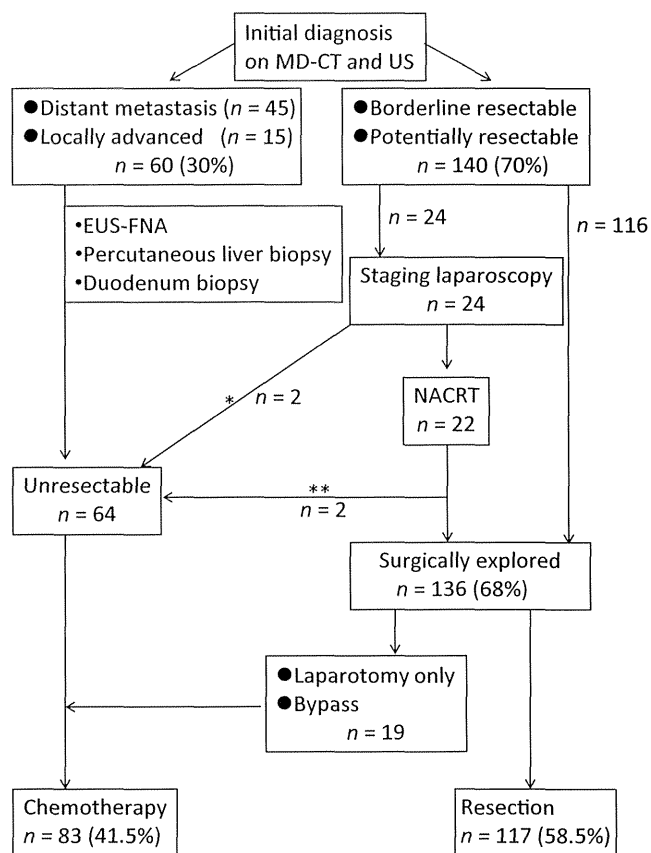 Initial diagnosis
on MD-CT and US
●Distant metastasis (n = 45)
●Locally advanced (n = 15)
n = 60 (30%)
●Borderline resectable
●Potentially resectable
n = 140 (70%)
•EUS-FNA
•Percutaneous liver biopsy
•Duodenum biopsy
n = 24
n = 116
Staging laparoscopy
n = 24
* n = 2
NACRT
n = 22
Unresectable
n = 64
**
n = 2
Surgically explored
n = 136 (68%)
●Laparotomy only
●Bypass
n = 19
Chemotherapy
n = 83 (41.5%)
Resection
n = 117 (58.5%)